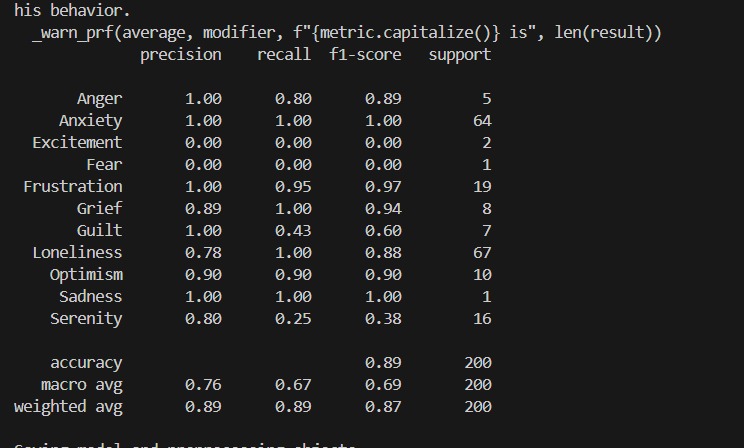 his behavior.
_warn_prf(average, modifier, f"{metric.capitalize()} is", len(result))
precision recall f1-score support
Anger 1.00 0.80 0.89 5
Anxiety 1.00 1.00 1.00 64
Excitement 0.00 0.00 0.00 2
Fear 0.00 0.00 0.00 1
Frustration 1.00 0.95 0.97 19
Grief 0.89 1.00 0.94 8
Guilt 1.00 0.43 0.60 7
Loneliness 0.78 1.00 0.88 67
Optimism 0.90 0.90 0.90 10
Sadness 1.00 1.00 1.00 1
Serenity 0.80 0.25 0.38 16
accuracy 0.89 200
macro avg 0.76 0.67 0.69 200
weighted avg 0.89 0.89 0.87 200
Saving model and preprocessing objects